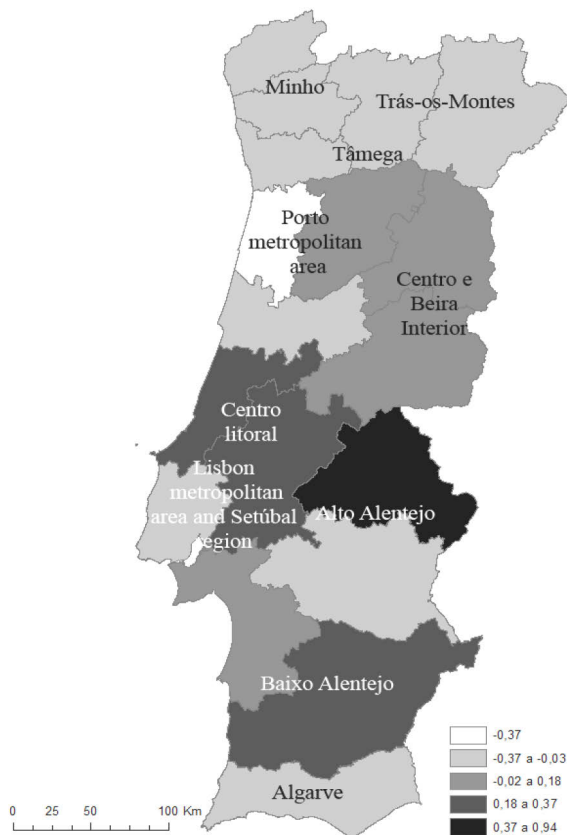 Minho
Trás-os-Montes
Tâmega
Porto
metropolitan
area
Centro e
Beira
Interior
Centro
litoral
Lisbon
metropolitan
area and Setúbal
region
Alto Alentejo
Baixo Alentejo
Algarve
-0,37
-0,37 a -0,03
-0,02 a 0,18
0,18 a 0,37
0,37 a 0,94
0 25 50 100 Km